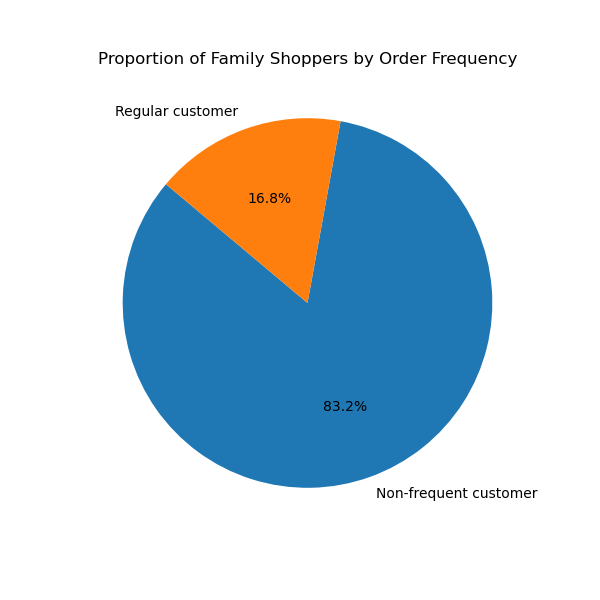 Proportion of Family Shoppers by Order Frequency
Regular customer
16.8%
83.2%
Non-frequent customer